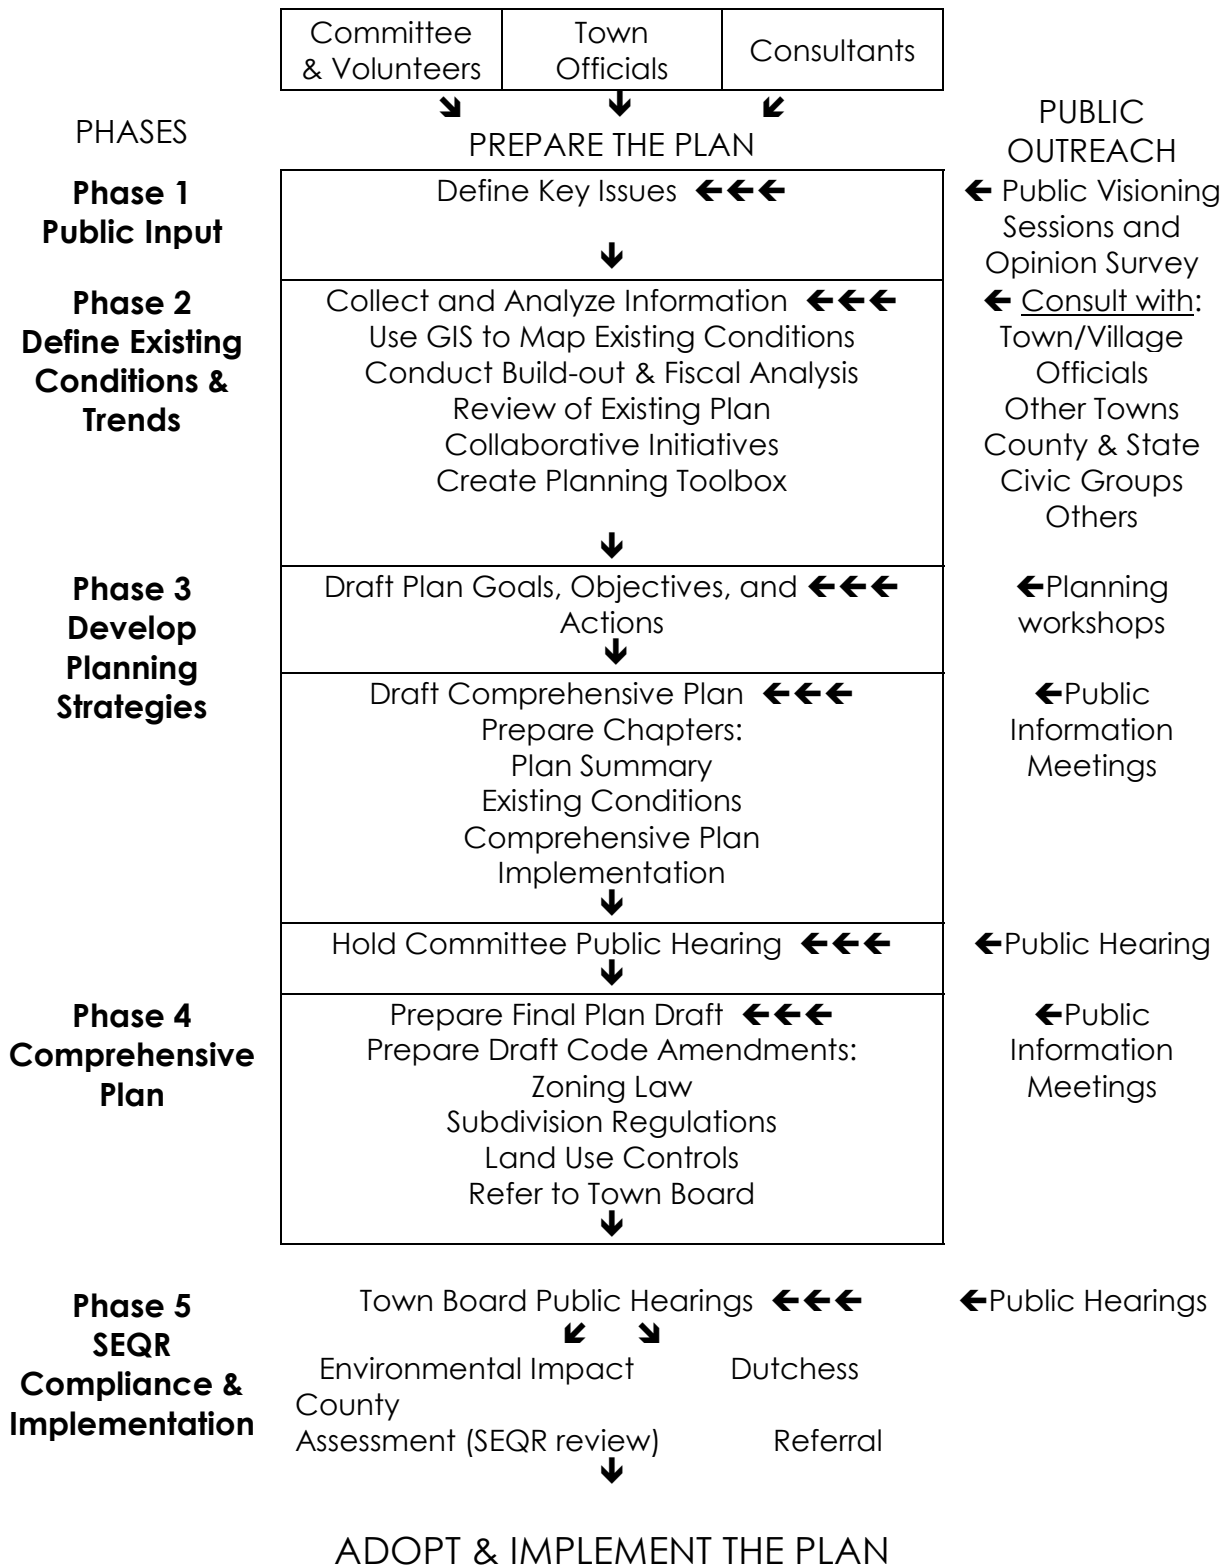 Committee
& Volunteers
Town
Officials
Consultants
PHASES
PREPARE THE PLAN
PUBLIC
OUTREACH
Phase 1
Public Input
Define Key Issues
Public Visioning
Sessions and
Opinion Survey
Phase 2
Define Existing
Conditions &
Trends
Collect and Analyze Information
Use GIS to Map Existing Conditions
Conduct Build-out & Fiscal Analysis
Review of Existing Plan
Collaborative Initiatives
Create Planning Toolbox
Consult with:
Town/Village
Officials
Other Towns
County & State
Civic Groups
Others
Phase 3
Develop
Planning
Strategies
Draft Plan Goals, Objectives, and
Actions
Planning
workshops
Draft Comprehensive Plan
Prepare Chapters:
Plan Summary
Existing Conditions
Comprehensive Plan
Implementation
Public
Information
Meetings
Hold Committee Public Hearing
Public Hearing
Phase 4
Comprehensive
Plan
Prepare Final Plan Draft
Prepare Draft Code Amendments:
Zoning Law
Subdivision Regulations
Land Use Controls
Refer to Town Board
Public
Information
Meetings
Phase 5
SEQR
Compliance &
Implementation
Town Board Public Hearings
Public Hearings
Environmental Impact Dutchess
County
Assessment (SEQR review) Referral
ADOPT & IMPLEMENT THE PLAN